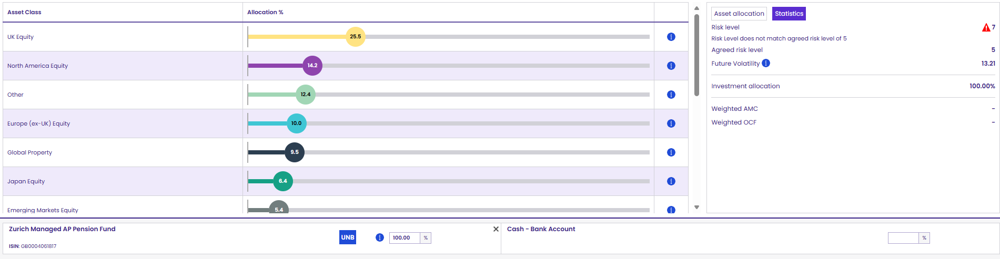 Asset Class Allocation %
UK Equity 25.5
North America Equity 14.2
Other 12.4
Europe (ex-UK) Equity 10.0
Global Property 9.5
Japan Equity 6.4
Emerging Markets Equity 5.4
Asset allocation Statistics
Risk level 7
Risk Level does not match agreed risk level of 5
Agreed risk level 5
Future Volatility 13.21
Investment allocation 100.00%
Weighted AMC -
Weighted OCF -
Zurich Managed AP Pension Fund
ISIN: GB0004061817
UNB 100.00 %
Cash - Bank Account
%